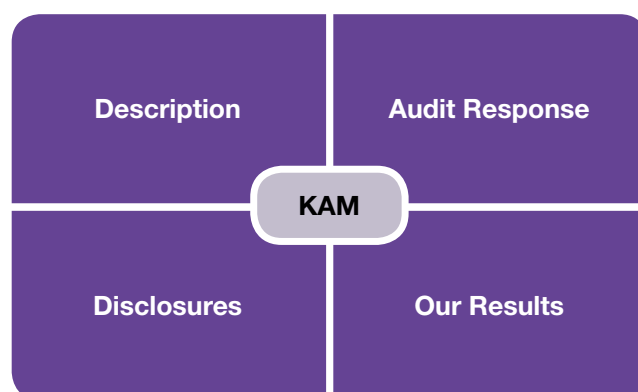 Description
Audit Response
KAM
Disclosures
Our Results